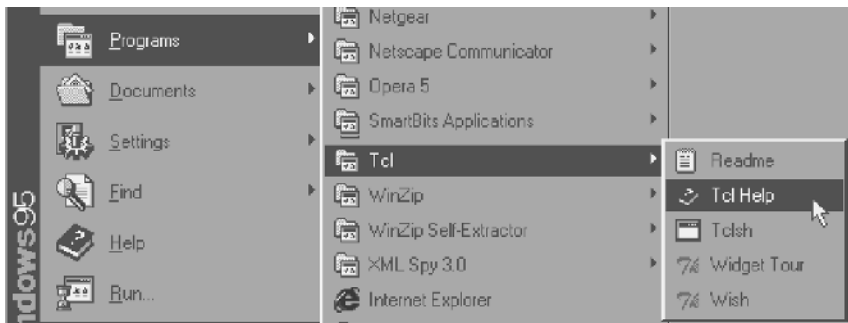 Programs
Documents
Settings
Find
Help
Run...
ndows95
Netgear
Netscape Communicator
Opera 5
SmartBits Applications
Tcl
WinZip
WinZip Self-Extractor
XML Spy 3.0
Internet Explorer
Readme
Tcl Help
Tclsh
Widget Tour
Wish